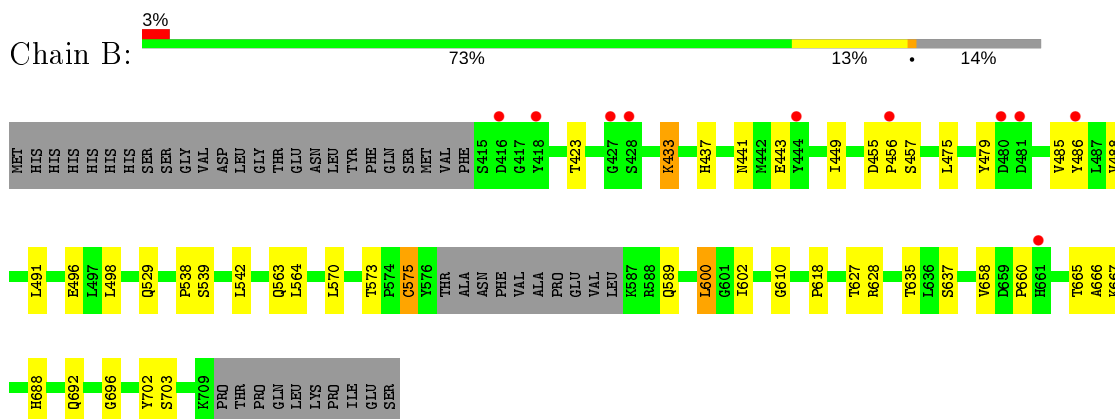 3%
Chain B:
73% 13% • 14%
MET HIS HIS HIS HIS HIS HIS SER SER GLY VAL ASP LEU GLY THR GLU ASN LEU TYR PHE GLN SER MET VAL PHE S415 D416 G417 Y418 T423 G427 S428 K433 H437 N441 M442 E443 Y444 I449 D455 P456 S457 L475 Y479 D480 D481 V485 Y486 L487 V488
L491 E496 L497 L498 Q529 P538 S539 L542 Q563 L564 L570 T573 P574 C575 Y576 THR ALA ASN PHE VAL ALA PRO GLU VAL LEU K587 R588 Q589 L600 G601 I602 G610 P618 T627 R628 T635 L636 S637 V658 D659 P660 H661 T665 A666 K667
H688 Q692 G696 Y702 S703 K709 PRO THR PRO GLN LEU LYS PRO ILE GLU SER